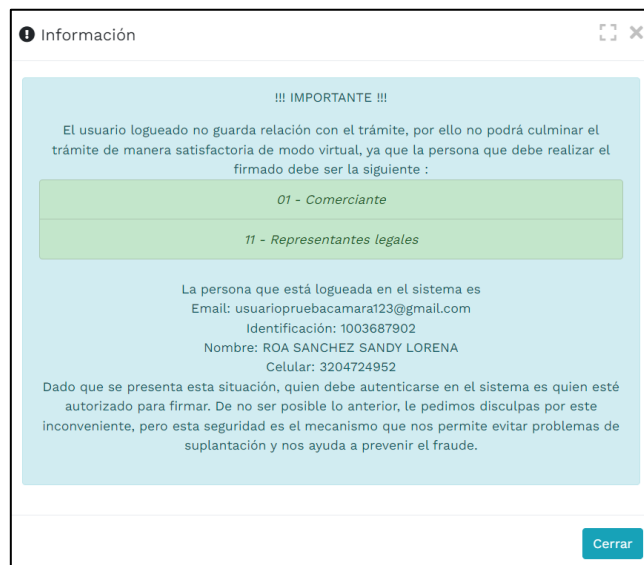 Información
!!! IMPORTANTE !!!
El usuario logueado no guarda relación con el trámite, por ello no podrá culminar el
trámite de manera satisfactoria de modo virtual, ya que la persona que debe realizar el
firmado debe ser la siguiente :
01 - Comerciante
11 - Representantes legales
La persona que está logueada en el sistema es
Email: usuariopruebacamara123@gmail.com
Identificación: 1003687902
Nombre: ROA SANCHEZ SANDY LORENA
Celular: 3204724952
Dado que se presenta esta situación, quien debe autenticarse en el sistema es quien esté
autorizado para firmar. De no ser posible lo anterior, le pedimos disculpas por este
inconveniente, pero esta seguridad es el mecanismo que nos permite evitar problemas de
suplantación y nos ayuda a prevenir el fraude.
Cerrar